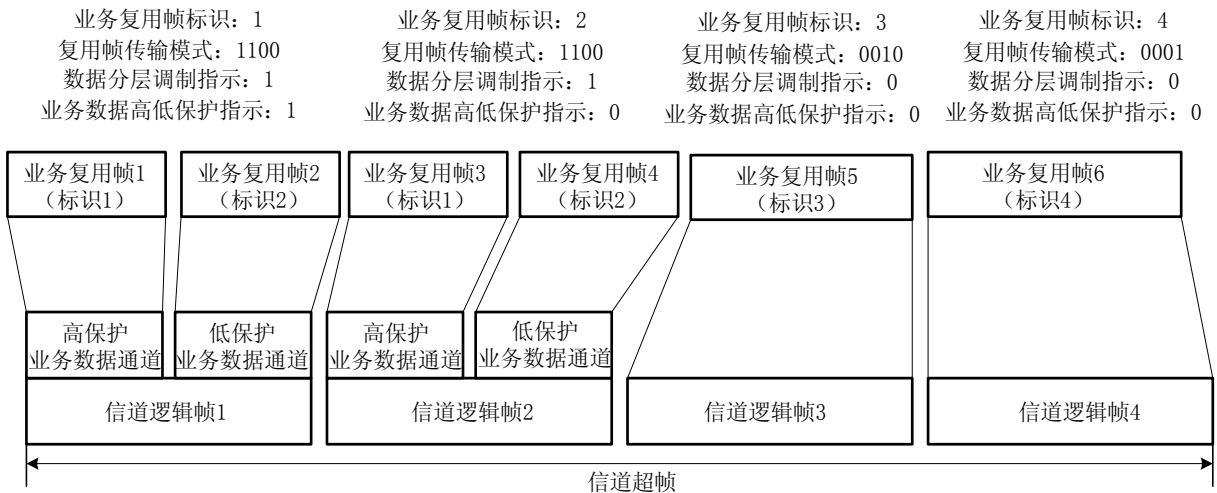 业务复用帧标识：1
复用帧传输模式：1100
数据分层调制指示：1
业务数据高低保护指示：1
业务复用帧标识：2
复用帧传输模式：1100
数据分层调制指示：1
业务数据高低保护指示：0
业务复用帧标识：3
复用帧传输模式：0010
数据分层调制指示：0
业务数据高低保护指示：0
业务复用帧标识：4
复用帧传输模式：0001
数据分层调制指示：0
业务数据高低保护指示：0
业务复用帧1
（标识1）
业务复用帧2
（标识2）
业务复用帧3
（标识1）
业务复用帧4
（标识2）
业务复用帧5
（标识3）
业务复用帧6
（标识4）
高保护
业务数据通道
低保护
业务数据通道
高保护
业务数据通道
低保护
业务数据通道
信道逻辑帧1
信道逻辑帧2
信道逻辑帧3
信道逻辑帧4
信道超帧